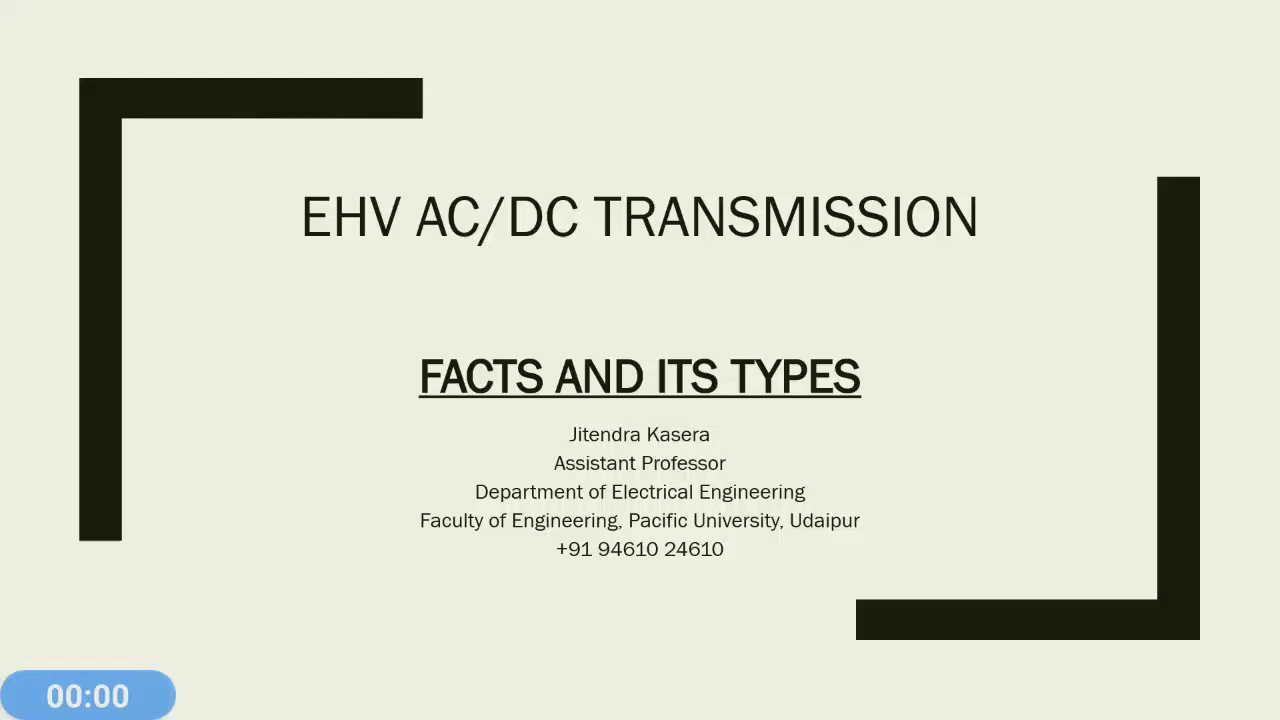 EHV AC/DC TRANSMISSION
FACTS AND ITS TYPES
Jitendra Kasera
Assistant Professor
Department of Electrical Engineering
Faculty of Engineering, Pacific University, Udaipur
+91 94610 24610
00:00